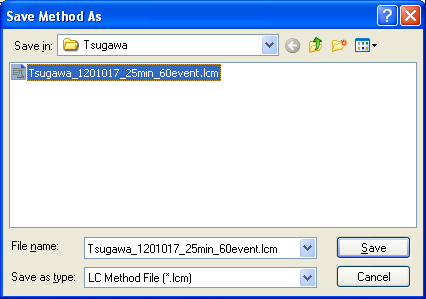 Save Method As
Save in: Tsugawa
Tsugawa_1201017_25min_60event.lcm
File name: Tsugawa_1201017_25min_60event.lcm Save
Save as type: LC Method File (*.lcm) Cancel